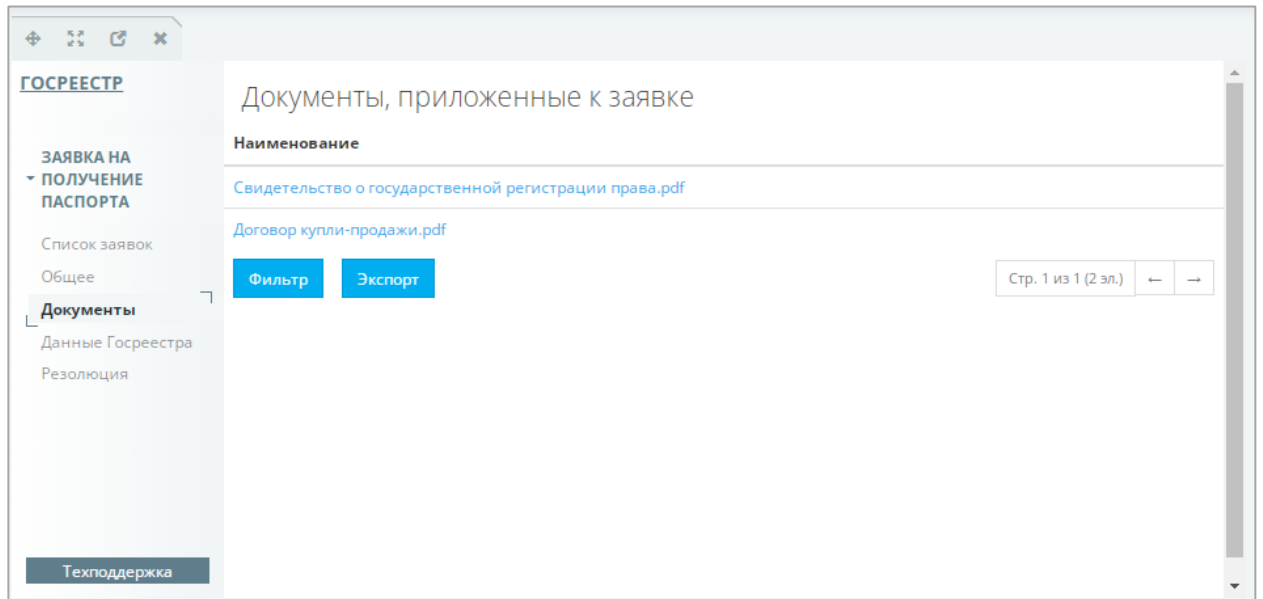 ГОСРЕЕСТР
ЗАЯВКА НА
ПОЛУЧЕНИЕ
ПАСПОРТА
Список заявок
Общее
Документы
Данные Госреестра
Резолюция
Техподдержка
Документы, приложенные к заявке
Наименование
Свидетельство о государственной регистрации права.pdf
Договор купли-продажи.pdf
Фильтр Экспорт Стр. 1 из 1 (2 эл.) ← →